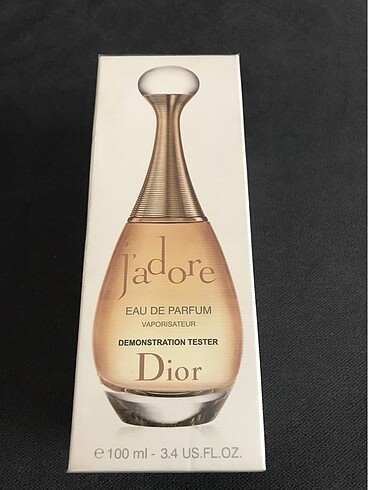 j'adore
EAU DE PARFUM
VAPORISATEUR
DEMONSTRATION TESTER
Dior
℮ 100 ml - 3.4 US.FL.OZ.